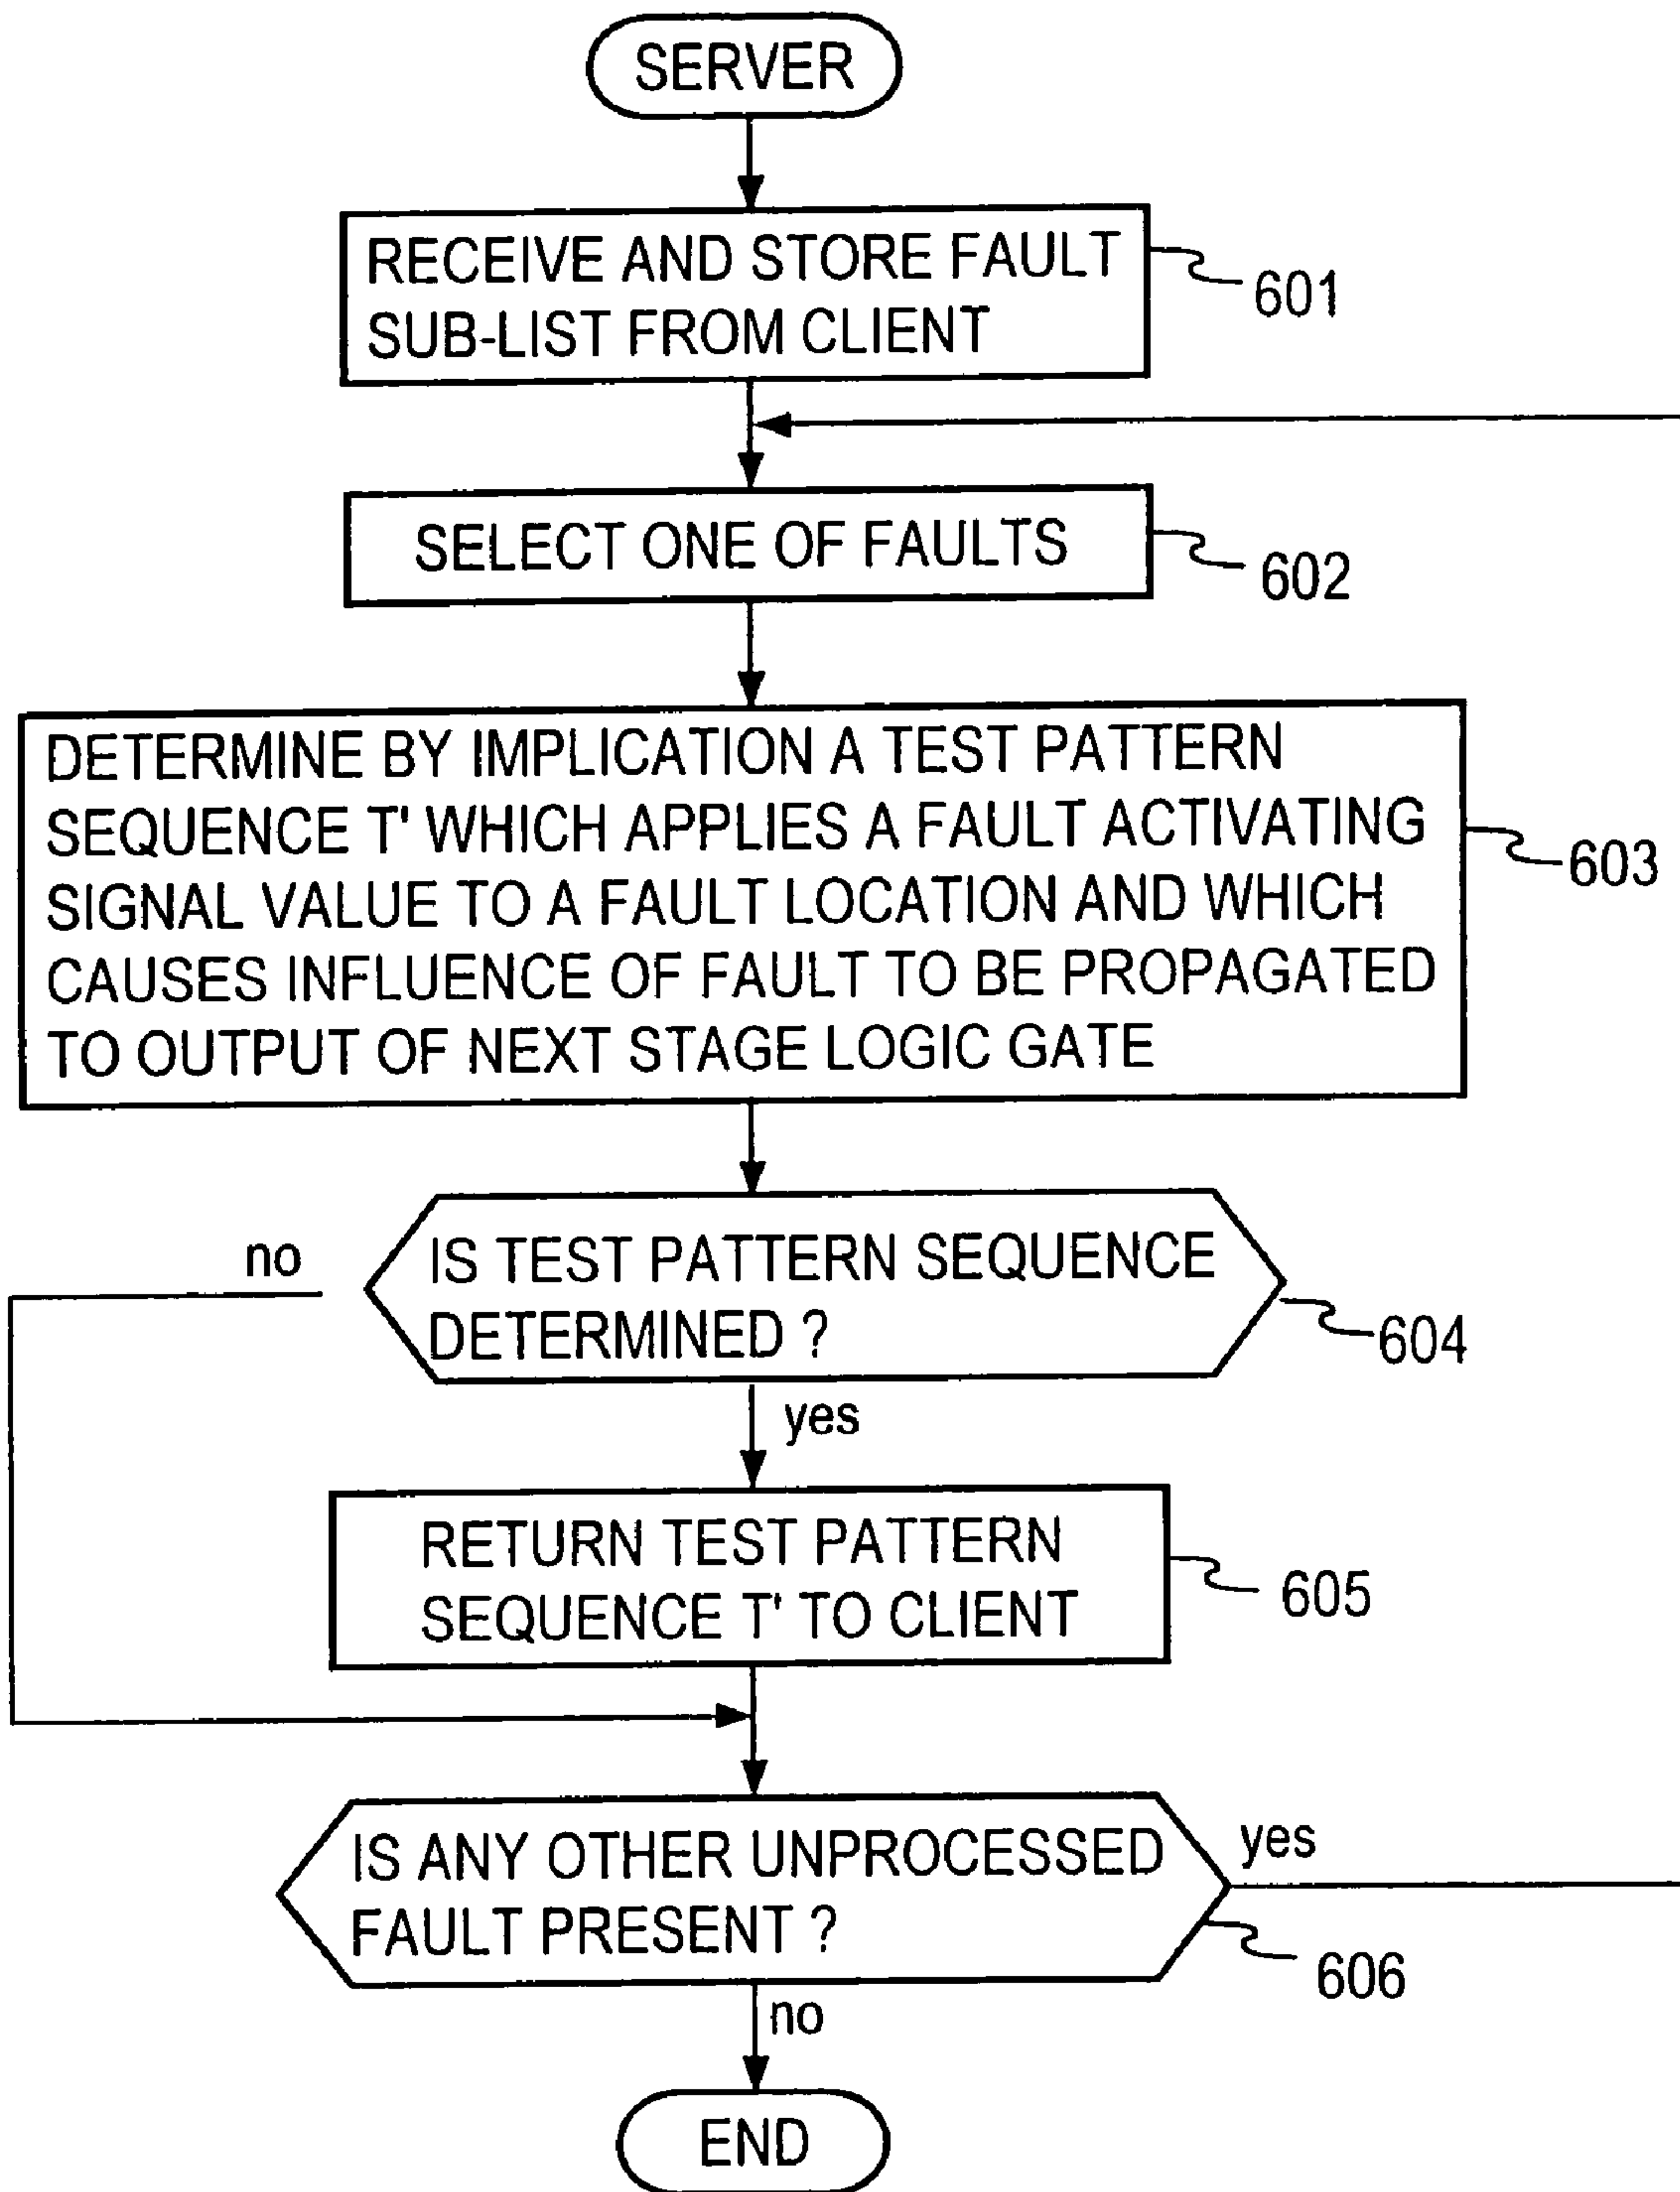 SERVER
RECEIVE AND STORE FAULT
SUB-LIST FROM CLIENT
601
SELECT ONE OF FAULTS
602
DETERMINE BY IMPLICATION A TEST PATTERN
SEQUENCE T' WHICH APPLIES A FAULT ACTIVATING
SIGNAL VALUE TO A FAULT LOCATION AND WHICH
CAUSES INFLUENCE OF FAULT TO BE PROPAGATED
TO OUTPUT OF NEXT STAGE LOGIC GATE
603
no
IS TEST PATTERN SEQUENCE
DETERMINED ?
604
yes
RETURN TEST PATTERN
SEQUENCE T' TO CLIENT
605
IS ANY OTHER UNPROCESSED
FAULT PRESENT ?
yes
606
no
END